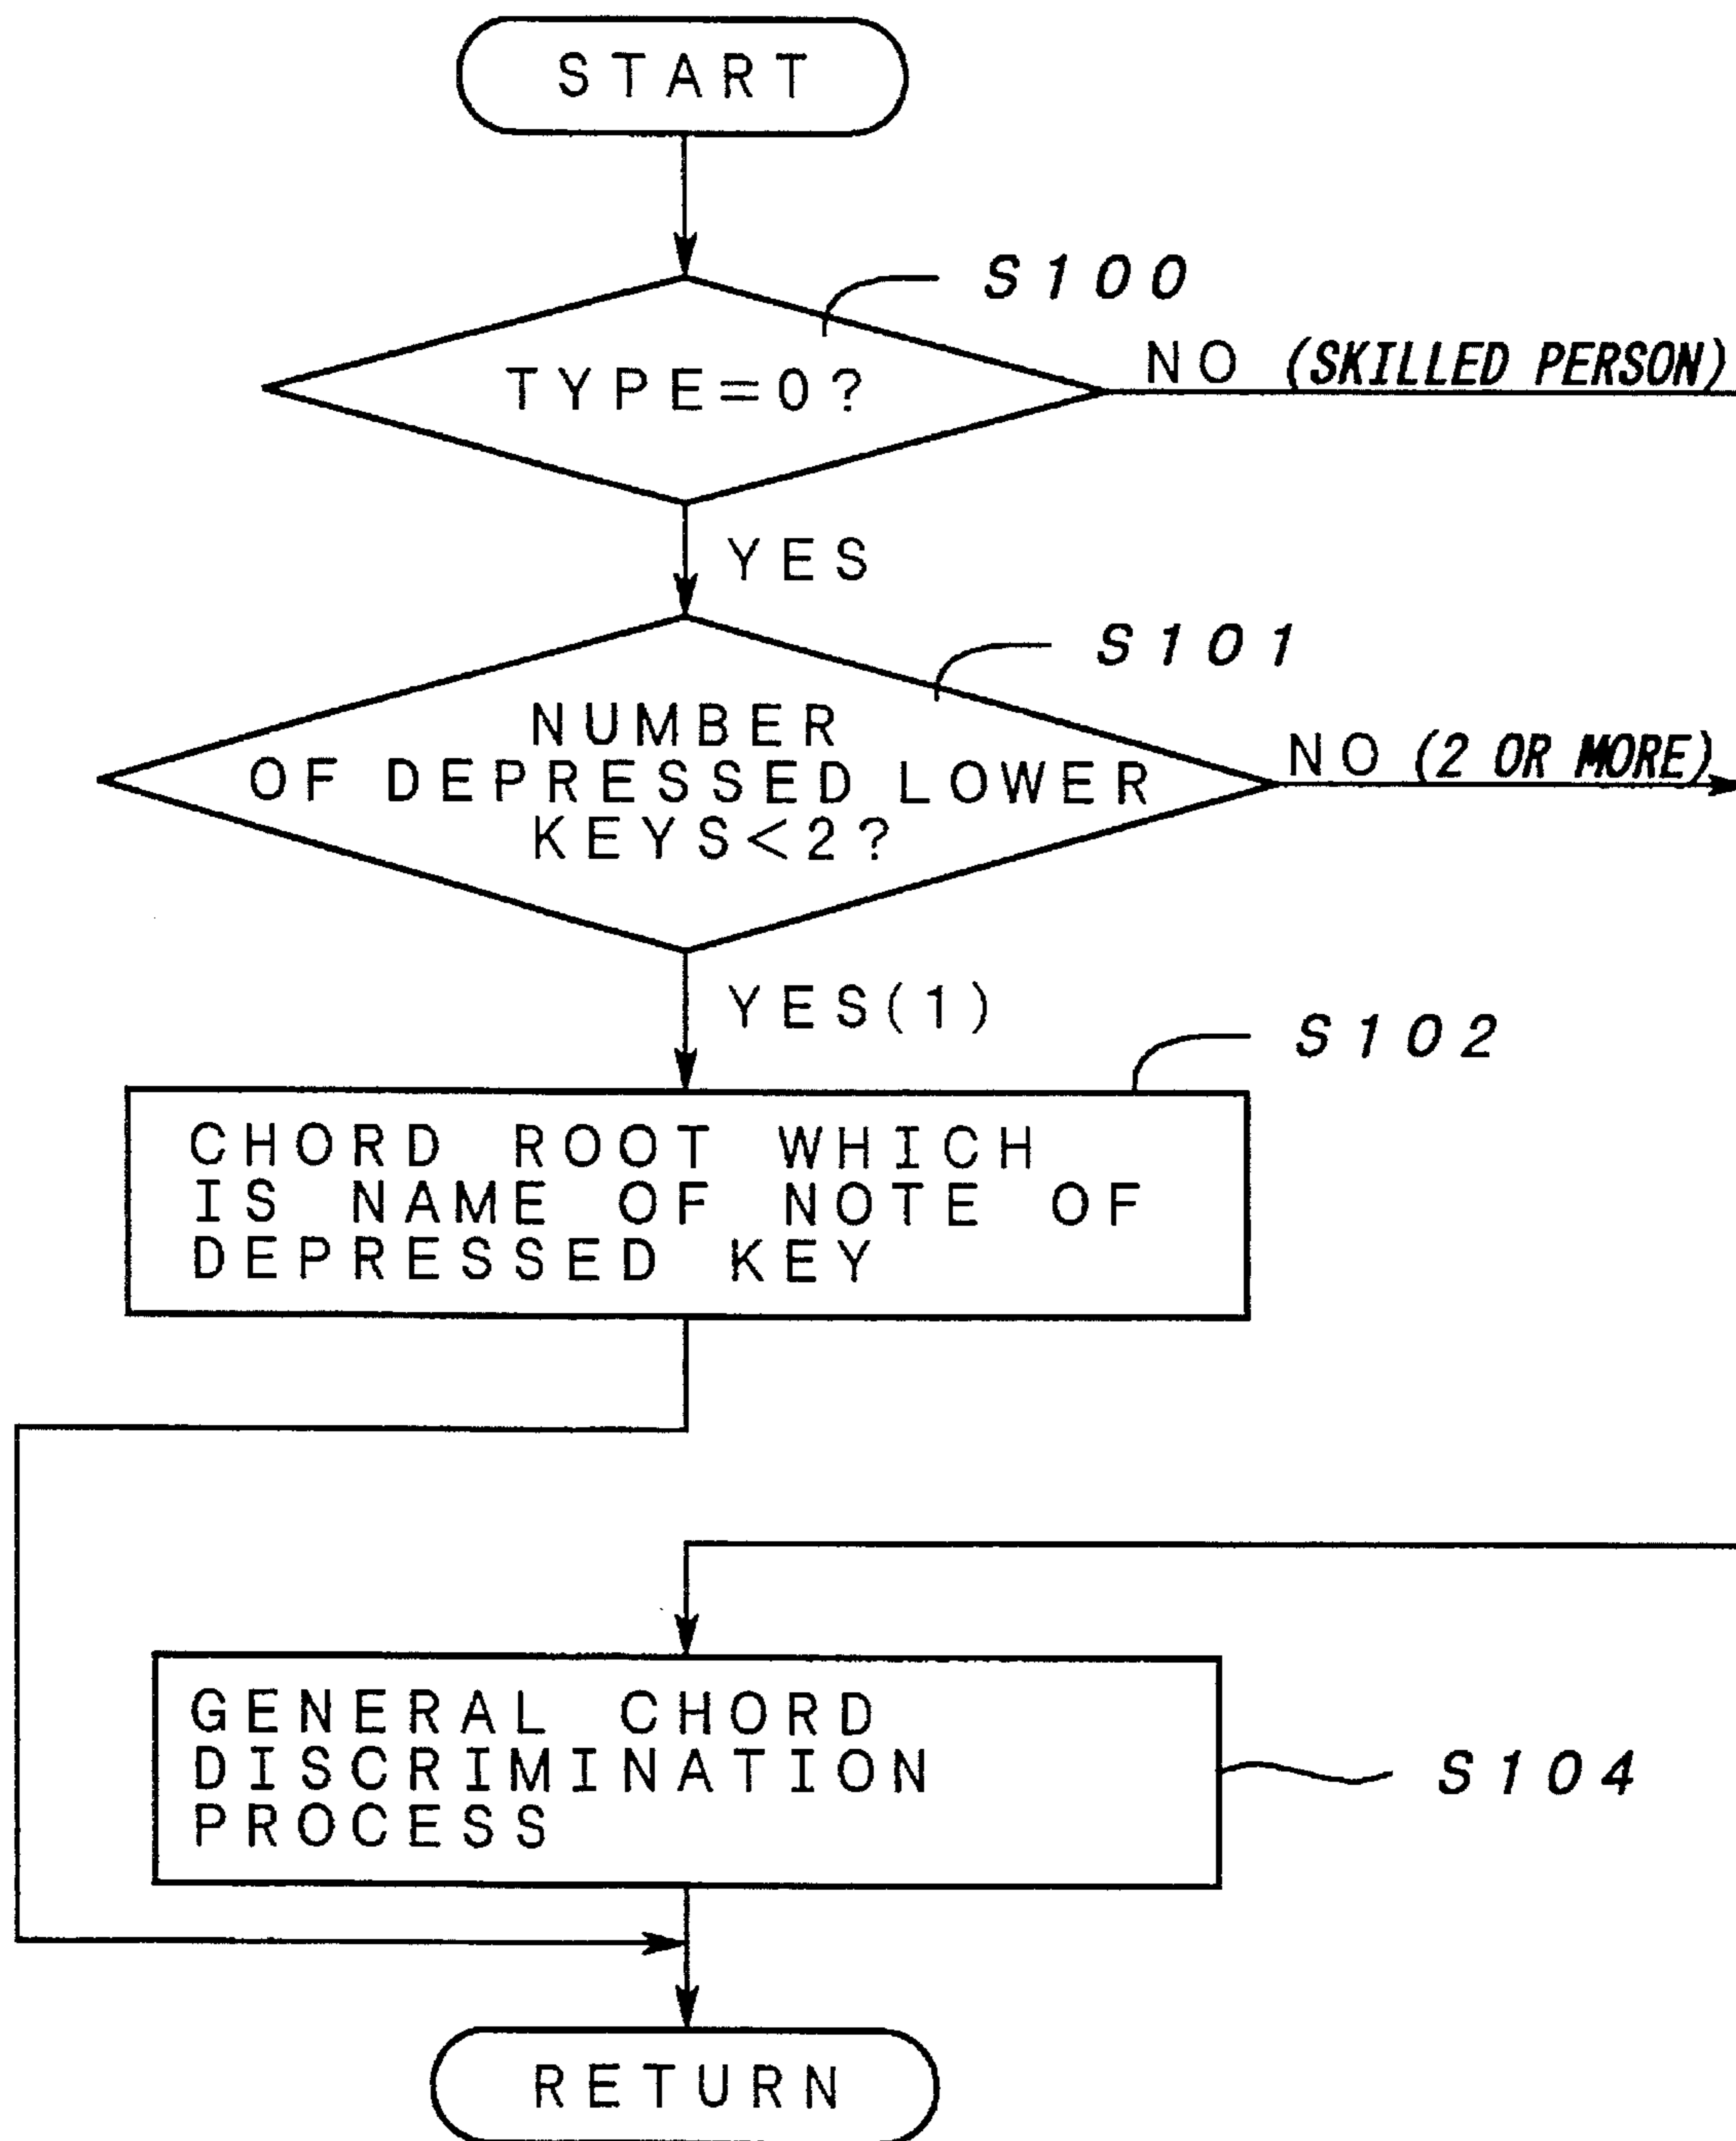 START
S100
TYPE=0?
NO (SKILLED PERSON)
YES
S101
NUMBER
OF DEPRESSED LOWER
KEYS<2?
NO (2 OR MORE)
YES(1)
S102
CHORD ROOT WHICH
IS NAME OF NOTE OF
DEPRESSED KEY
GENERAL CHORD
DISCRIMINATION
PROCESS
S104
RETURN